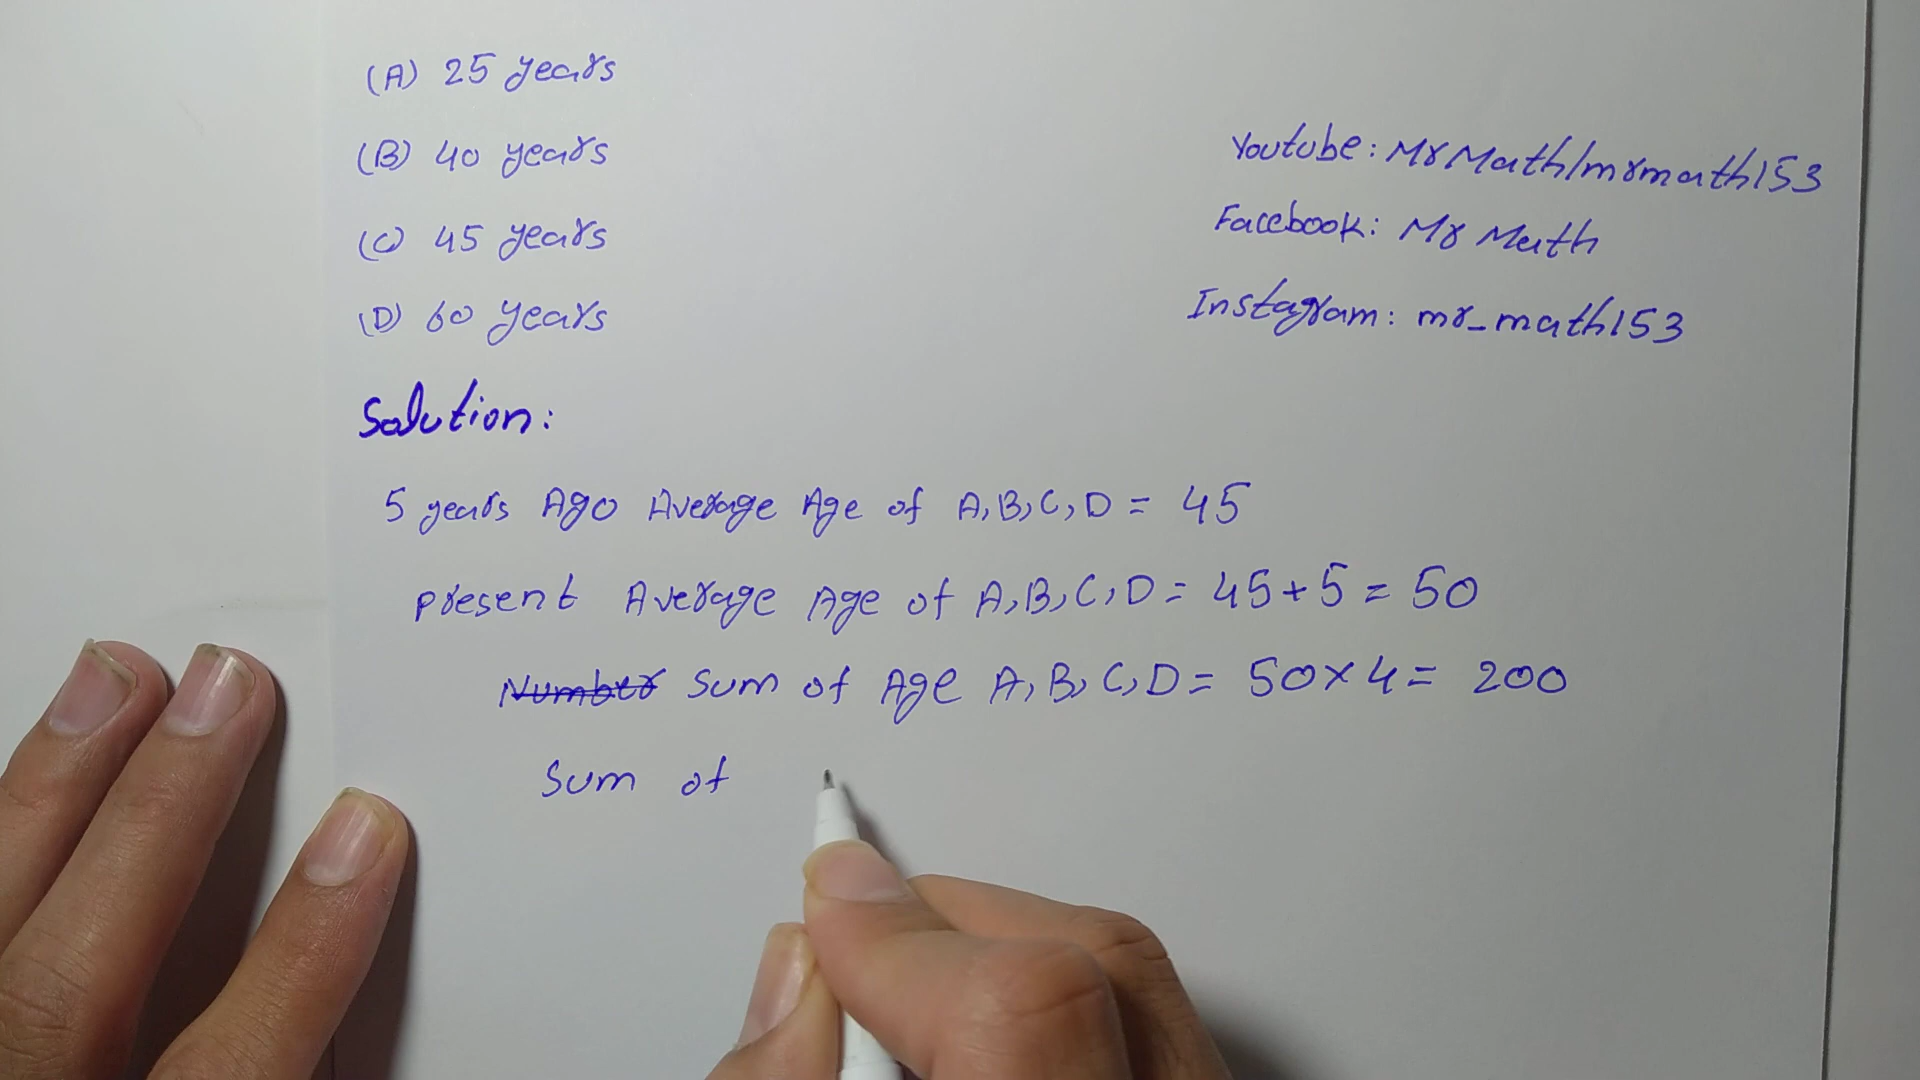 (A) 25 years
(B) 40 years
(C) 45 years
(D) 60 years
Youtube: Mr Math/mrmath153
Facebook: Mr Math
Instagram: mr_math153
Solution:
5 years Ago Average Age of A, B, C, D = 45
present Average Age of A, B, C, D = 45 + 5 = 50
Number Sum of Age A, B, C, D = 50 × 4 = 200
Sum of